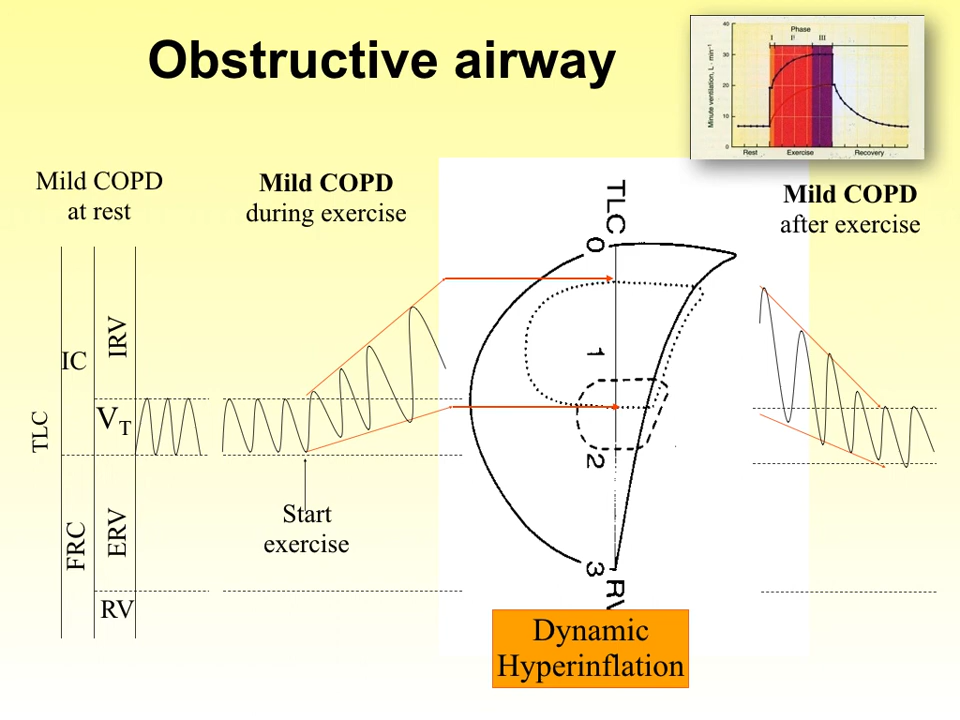 Obstructive airway
Phase
I II III
Minute ventilation, L · min⁻¹
40
30
20
10
0
Rest Exercise Recovery
Mild COPD
at rest
Mild COPD
during exercise
Mild COPD
after exercise
TLC
0
1
2
3
RV
TLC
IC
IRV
VT
FRC
ERV
RV
Start
exercise
Dynamic
Hyperinflation